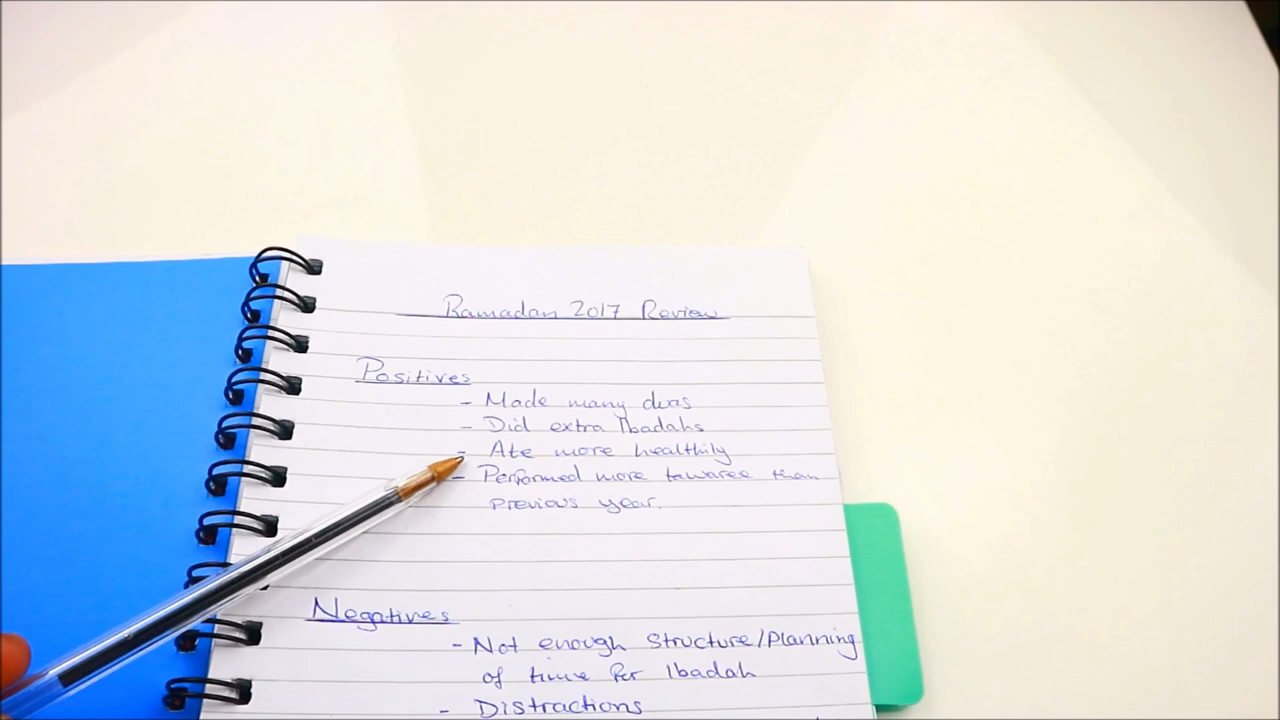 Ramadan 2017 Review
Positives
- Made many duas
- Did extra Ibadahs
- Ate more healthily
- Performed more tawaree than
previous year.
Negatives
- Not enough Structure/Planning
of time for Ibadah
- Distractions